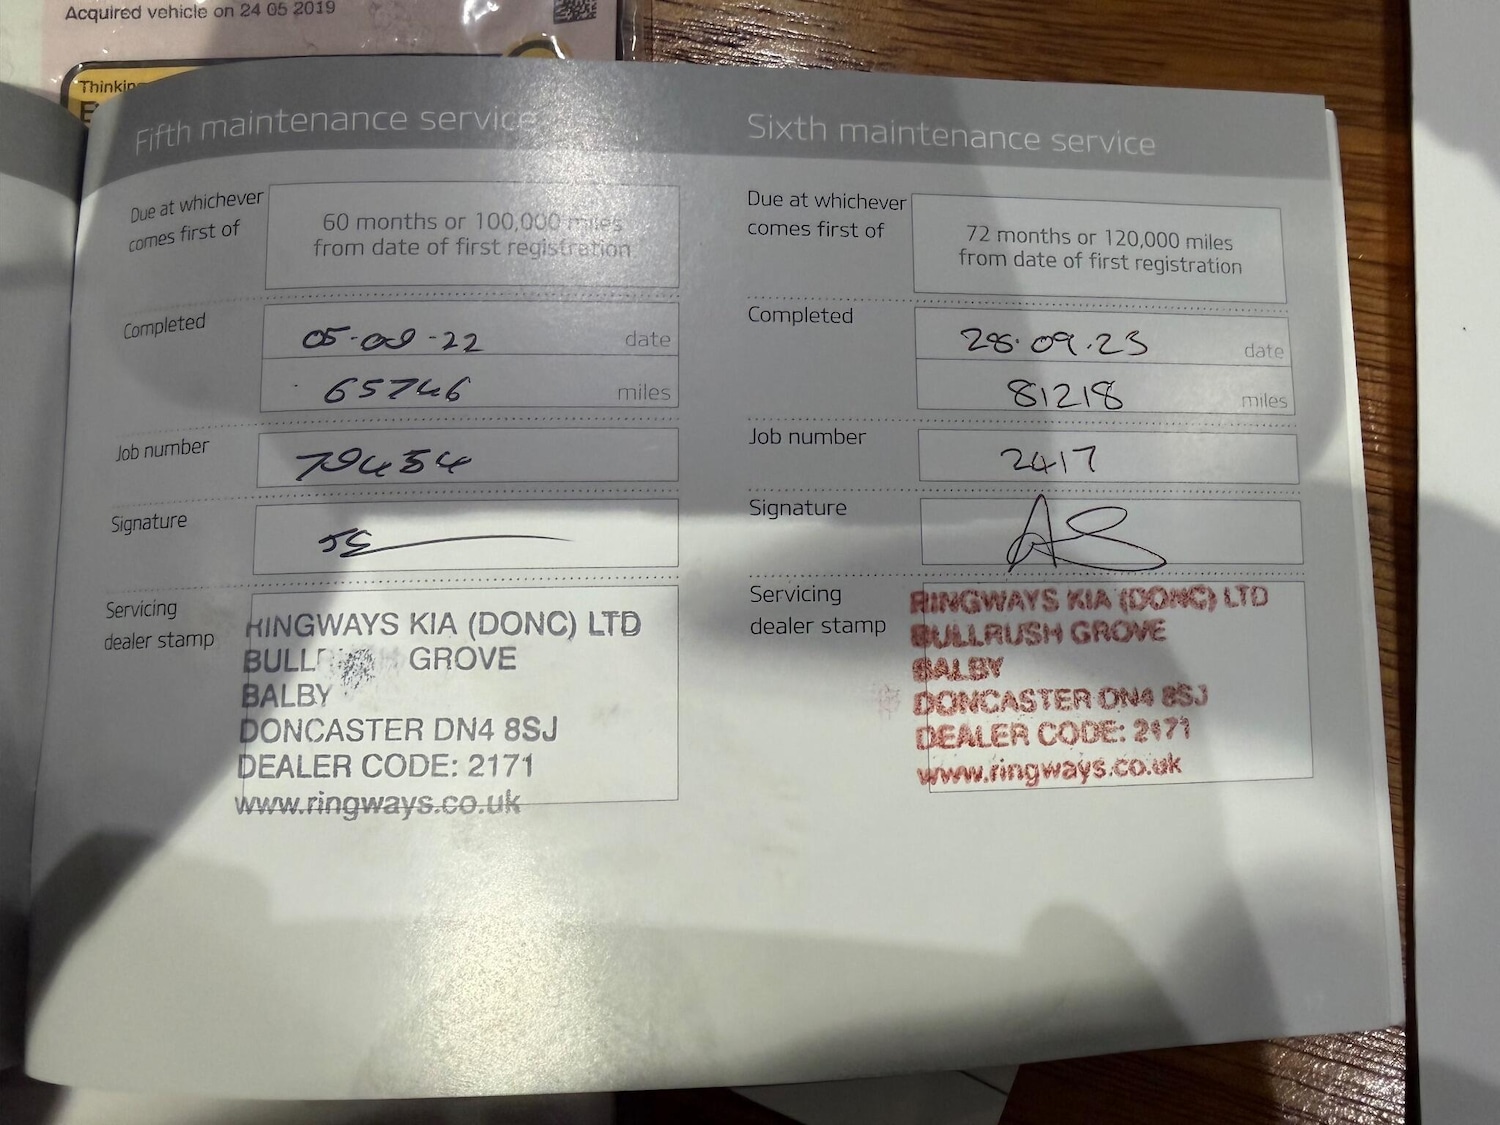 Acquired vehicle on 24 05 2019
Thinkin
Fifth maintenance service
Due at whichever
comes first of
60 months or 100,000 miles
from date of first registration
Completed
05-08-22 date
65746 miles
Job number
Signature
Servicing
dealer stamp
RINGWAYS KIA (DONC) LTD
BULL GROVE
BALBY
DONCASTER DN4 8SJ
DEALER CODE: 2171
www.ringways.co.uk
Sixth maintenance service
Due at whichever
comes first of
72 months or 120,000 miles
from date of first registration
Completed
28.09.23 date
81218 miles
Job number
2417
Signature
Servicing
dealer stamp
RINGWAYS KIA (DONC) LTD
BULLRUSH GROVE
BALBY
DONCASTER DN4 8SJ
DEALER CODE: 2171
www.ringways.co.uk